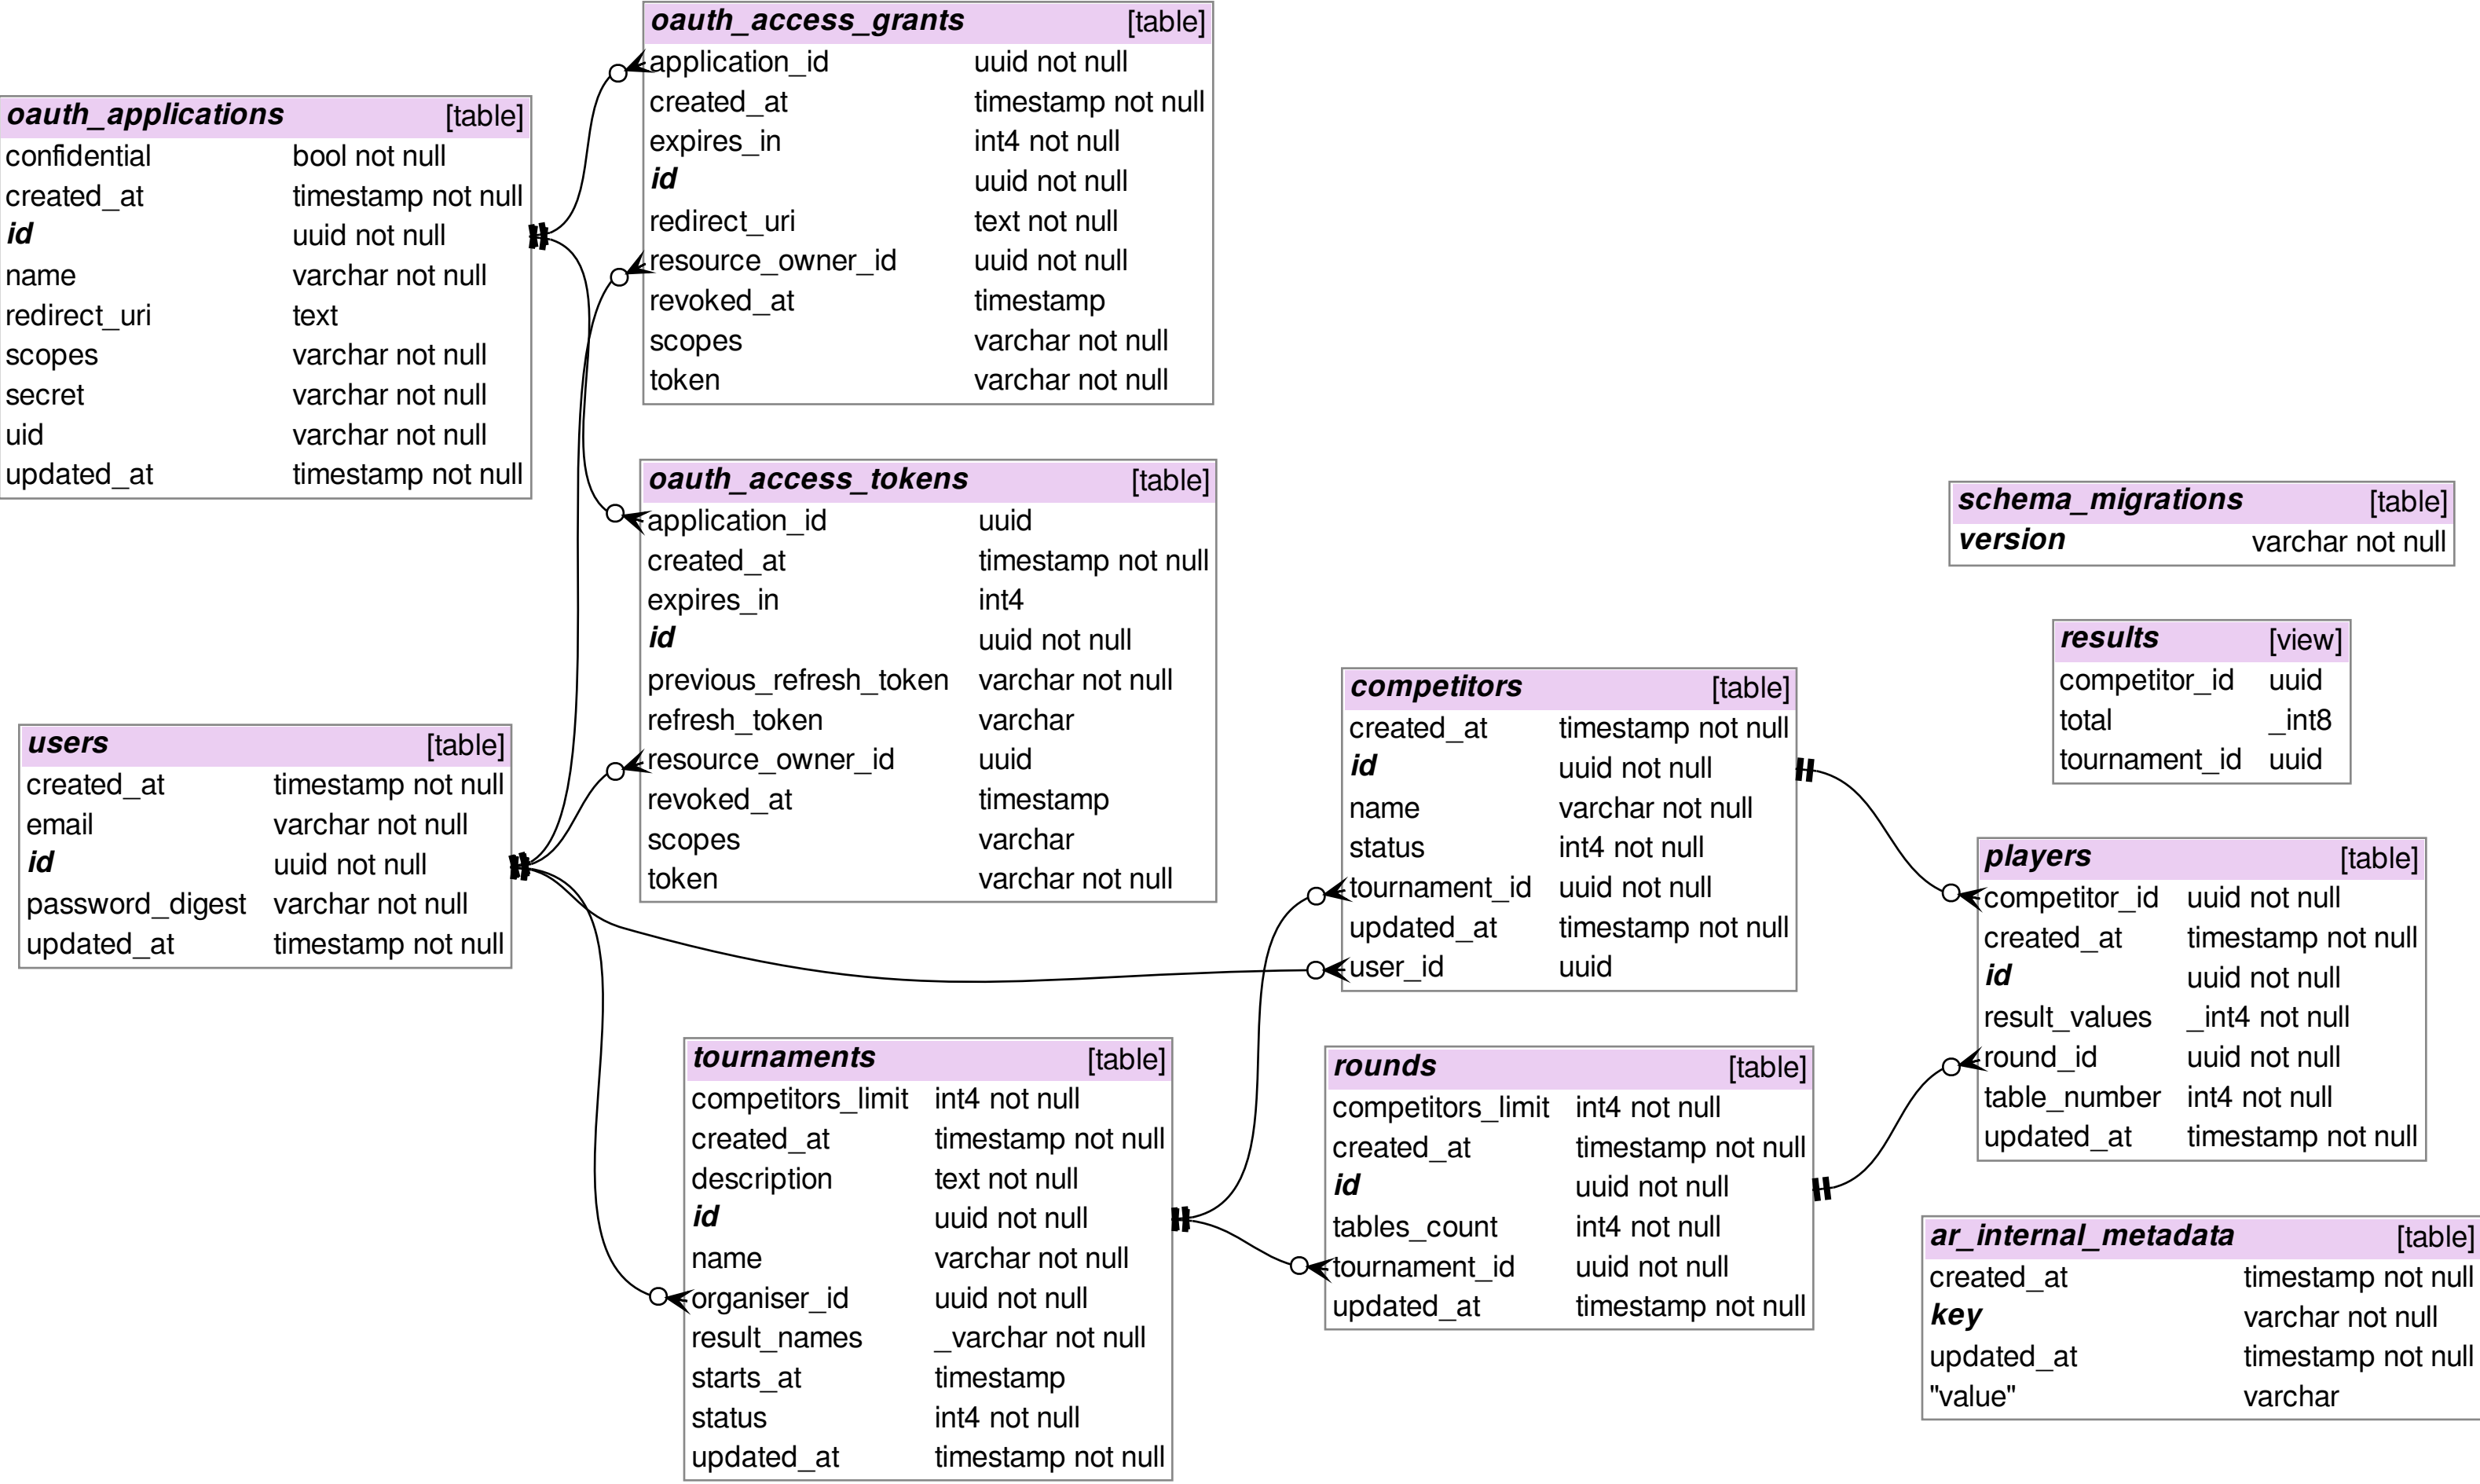 oauth_access_grants [table]
application_id uuid not null
created_at timestamp not null
expires_in int4 not null
id uuid not null
redirect_uri text not null
resource_owner_id uuid not null
revoked_at timestamp
scopes varchar not null
token varchar not null
oauth_applications [table]
confidential bool not null
created_at timestamp not null
id uuid not null
name varchar not null
redirect_uri text
scopes varchar not null
secret varchar not null
uid varchar not null
updated_at timestamp not null
oauth_access_tokens [table]
application_id uuid
created_at timestamp not null
expires_in int4
id uuid not null
previous_refresh_token varchar not null
refresh_token varchar
resource_owner_id uuid
revoked_at timestamp
scopes varchar
token varchar not null
schema_migrations [table]
version varchar not null
results [view]
competitor_id uuid
total _int8
tournament_id uuid
users [table]
created_at timestamp not null
email varchar not null
id uuid not null
password_digest varchar not null
updated_at timestamp not null
competitors [table]
created_at timestamp not null
id uuid not null
name varchar not null
status int4 not null
tournament_id uuid not null
updated_at timestamp not null
user_id uuid
players [table]
competitor_id uuid not null
created_at timestamp not null
id uuid not null
result_values _int4 not null
round_id uuid not null
table_number int4 not null
updated_at timestamp not null
tournaments [table]
competitors_limit int4 not null
created_at timestamp not null
description text not null
id uuid not null
name varchar not null
organiser_id uuid not null
result_names _varchar not null
starts_at timestamp
status int4 not null
updated_at timestamp not null
rounds [table]
competitors_limit int4 not null
created_at timestamp not null
id uuid not null
tables_count int4 not null
tournament_id uuid not null
updated_at timestamp not null
ar_internal_metadata [table]
created_at timestamp not null
key varchar not null
updated_at timestamp not null
"value" varchar